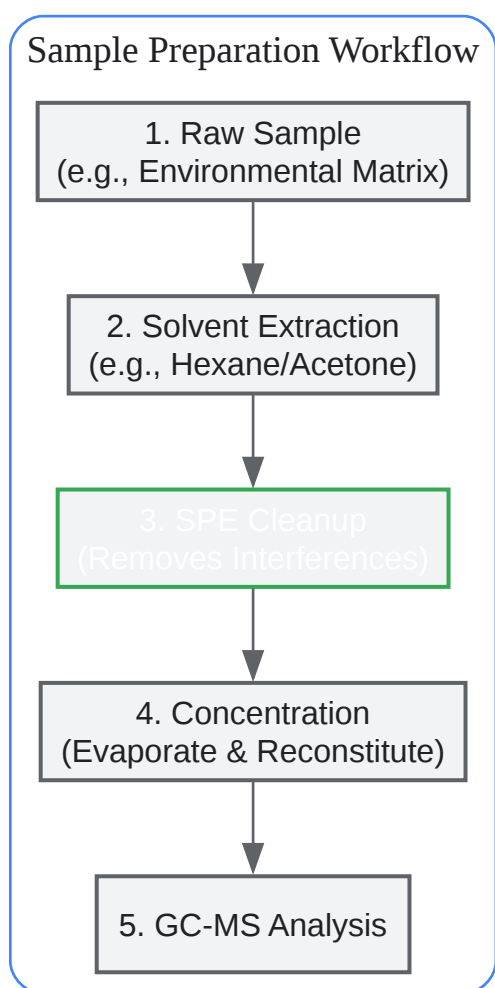 Sample Preparation Workflow
1. Raw Sample
(e.g., Environmental Matrix)
2. Solvent Extraction
(e.g., Hexane/Acetone)
3. SPE Cleanup
(Removes Interferences)
4. Concentration
(Evaporate & Reconstitute)
5. GC-MS Analysis